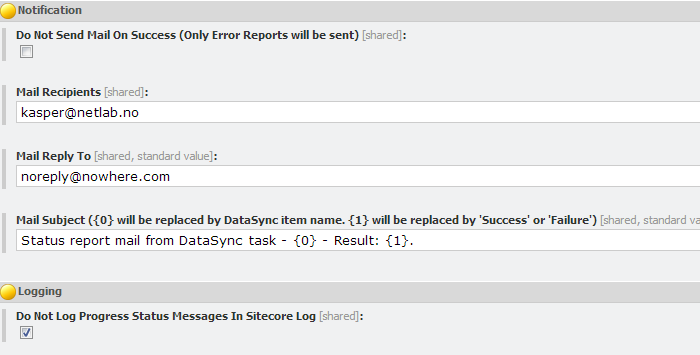 Notification
Do Not Send Mail On Success (Only Error Reports will be sent) [shared]:
Mail Recipients [shared]:
kasper@netlab.no
Mail Reply To [shared, standard value]:
noreply@nowhere.com
Mail Subject ({0} will be replaced by DataSync item name. {1} will be replaced by 'Success' or 'Failure') [shared, standard va
Status report mail from DataSync task - {0} - Result: {1}.
Logging
Do Not Log Progress Status Messages In Sitecore Log [shared]: